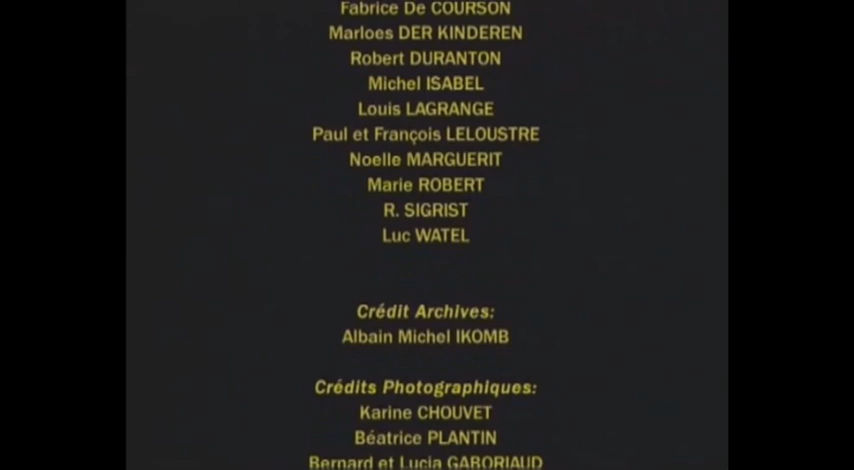 Fabrice De COURSON
Marloes DER KINDEREN
Robert DURANTON
Michel ISABEL
Louis LAGRANGE
Paul et François LELOUSTRE
Noelle MARGUERIT
Marie ROBERT
R. SIGRIST
Luc WATEL
Crédit Archives:
Albain Michel IKOMB
Crédits Photographiques:
Karine CHOUVET
Béatrice PLANTIN
Bernard et Lucia GABORIAUD